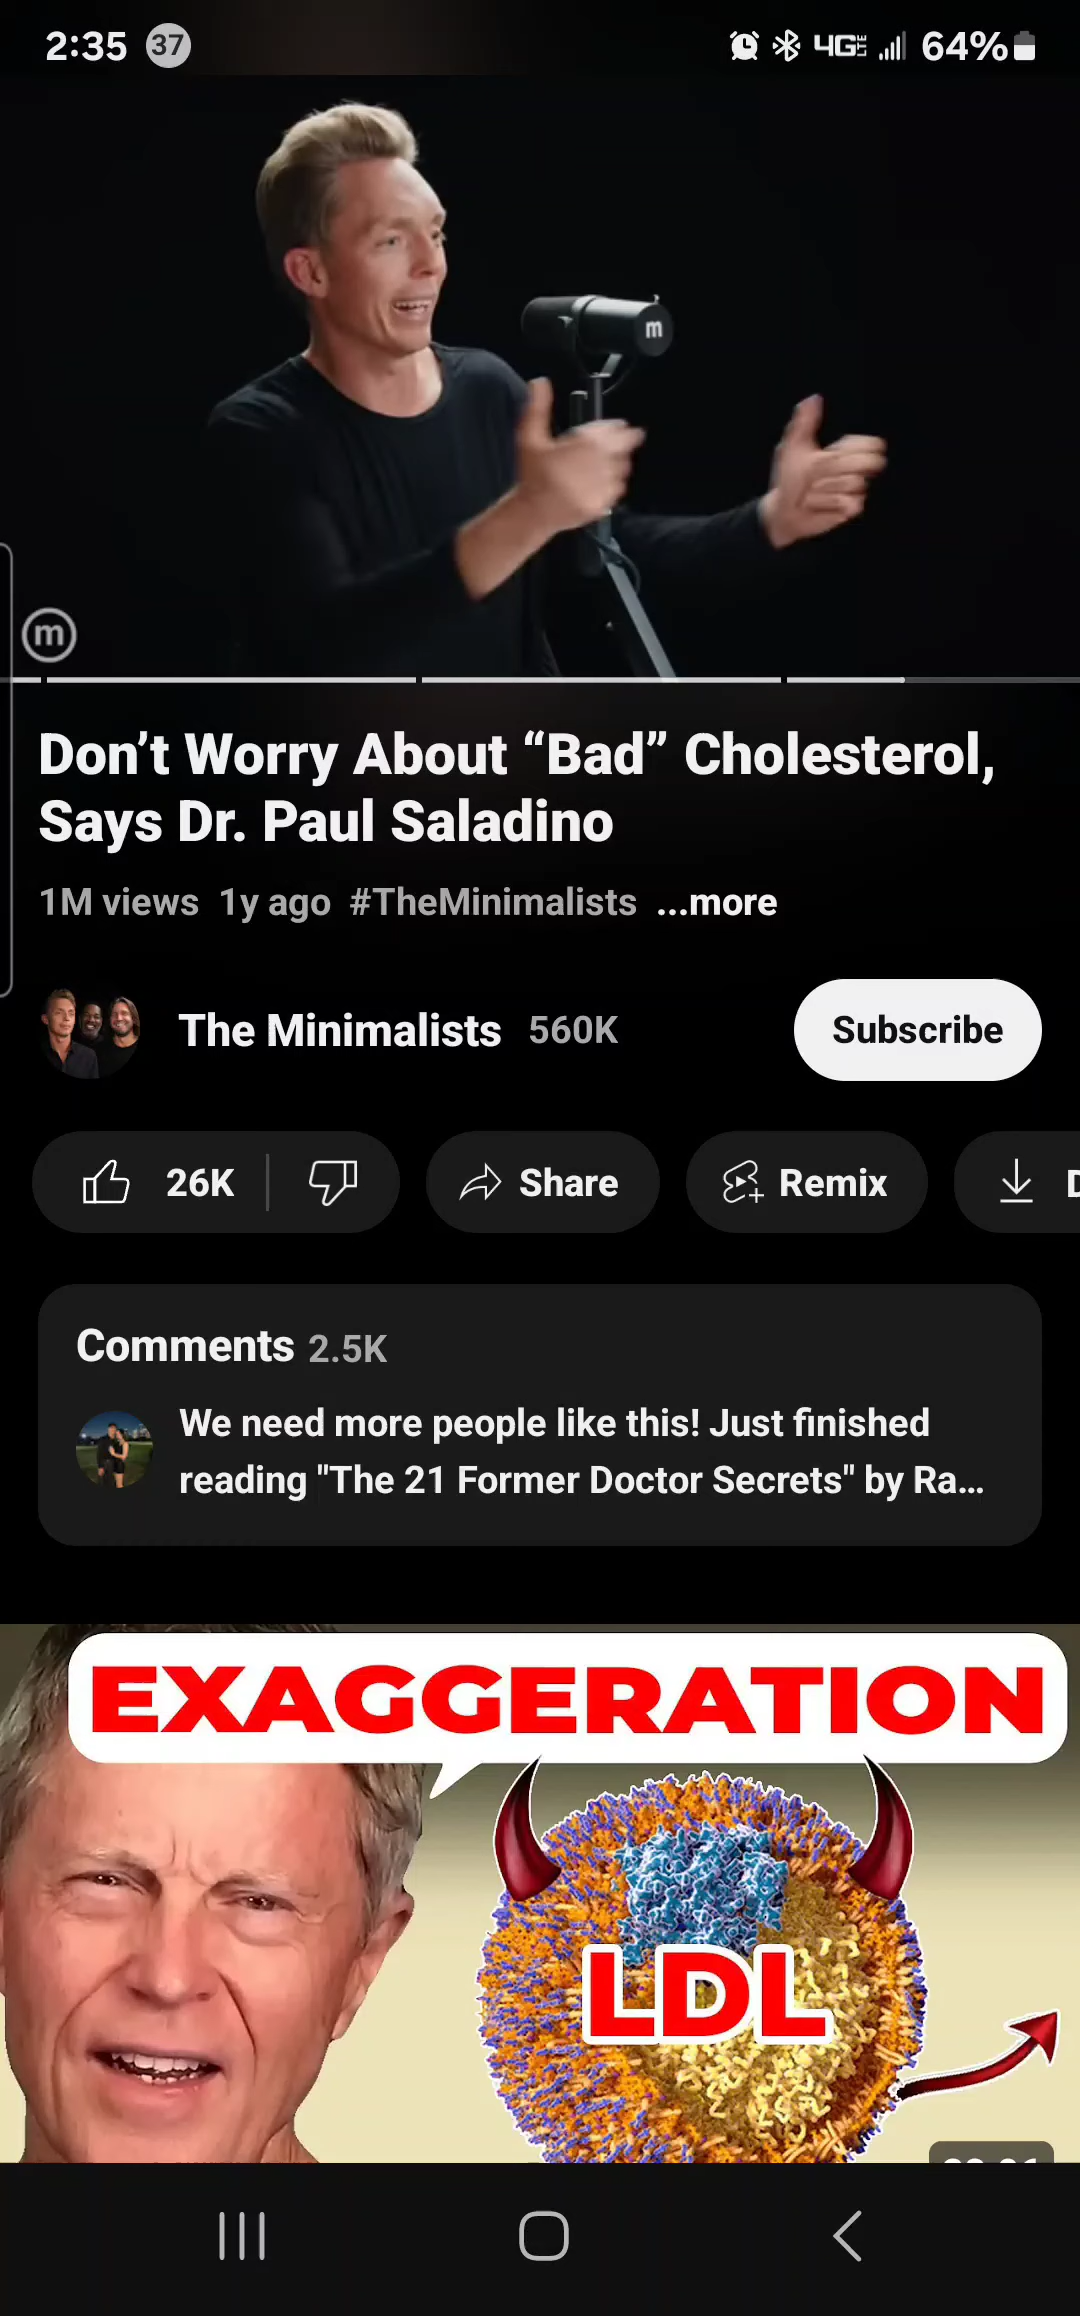 2:35 37 4G LTE 64%
m
m
Don’t Worry About “Bad” Cholesterol,
Says Dr. Paul Saladino
1M views 1y ago #TheMinimalists ...more
The Minimalists 560K Subscribe
26K Share Remix D
Comments 2.5K
We need more people like this! Just finished
reading "The 21 Former Doctor Secrets" by Ra...
EXAGGERATION
LDL